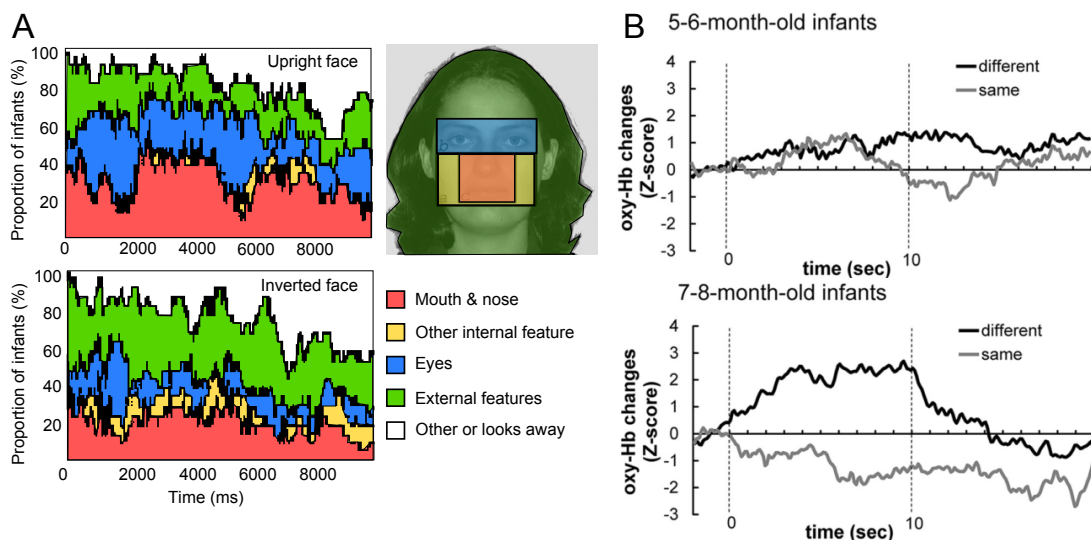 A
Proportion of infants (%)
100
80
60
40
20
Upright face
0 2000 4000 6000 8000
Proportion of infants (%)
100
80
60
40
20
Inverted face
0 2000 4000 6000 8000
Time (ms)
Mouth & nose
Other internal feature
Eyes
External features
Other or looks away
B
5-6-month-old infants
oxy-Hb changes
(Z-score)
4
3
2
1
0
-1
-2
-3
different
same
0 10
time (sec)
7-8-month-old infants
oxy-Hb changes
(Z-score)
4
3
2
1
0
-1
-2
-3
different
same
0 10
time (sec)